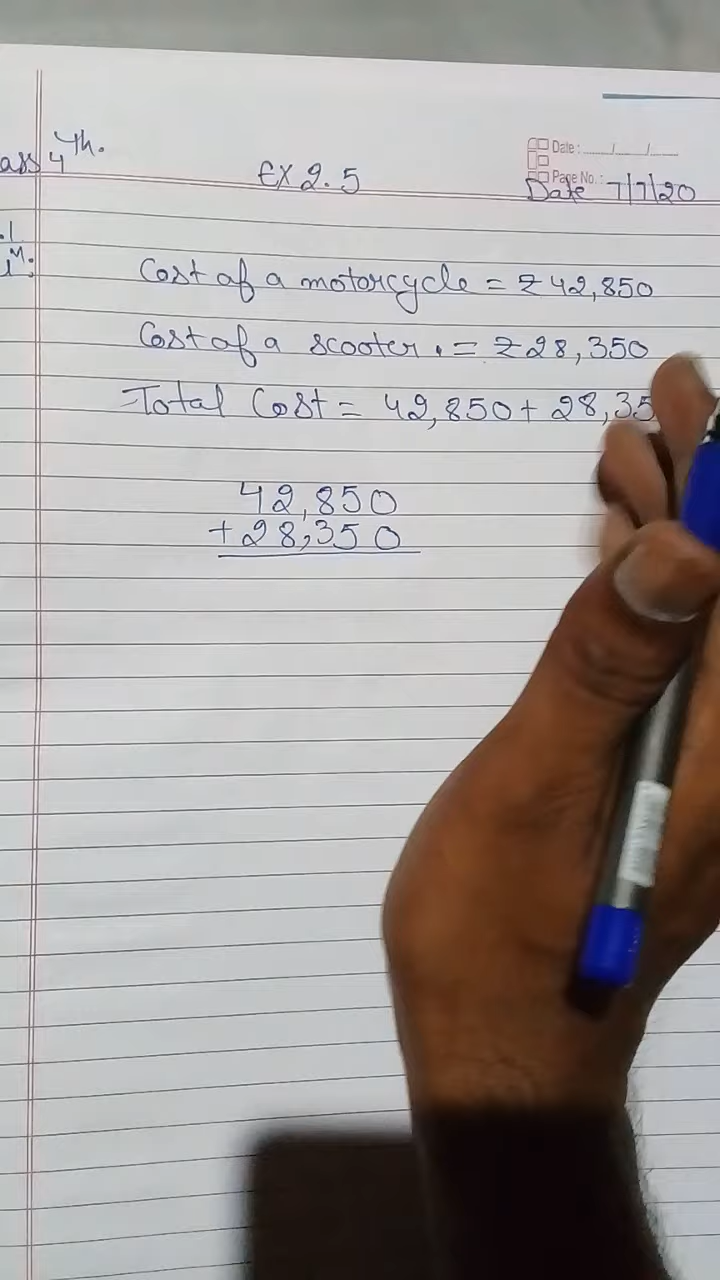 4th.
Ex 2.5
Date : ..../..../....
Page No. :
Date 7/7/20
Cost of a motorcycle = ₹42,850
Cost of a scooter . = ₹28,350
Total Cost = 42,850 + 28,35
42,850
+28,350